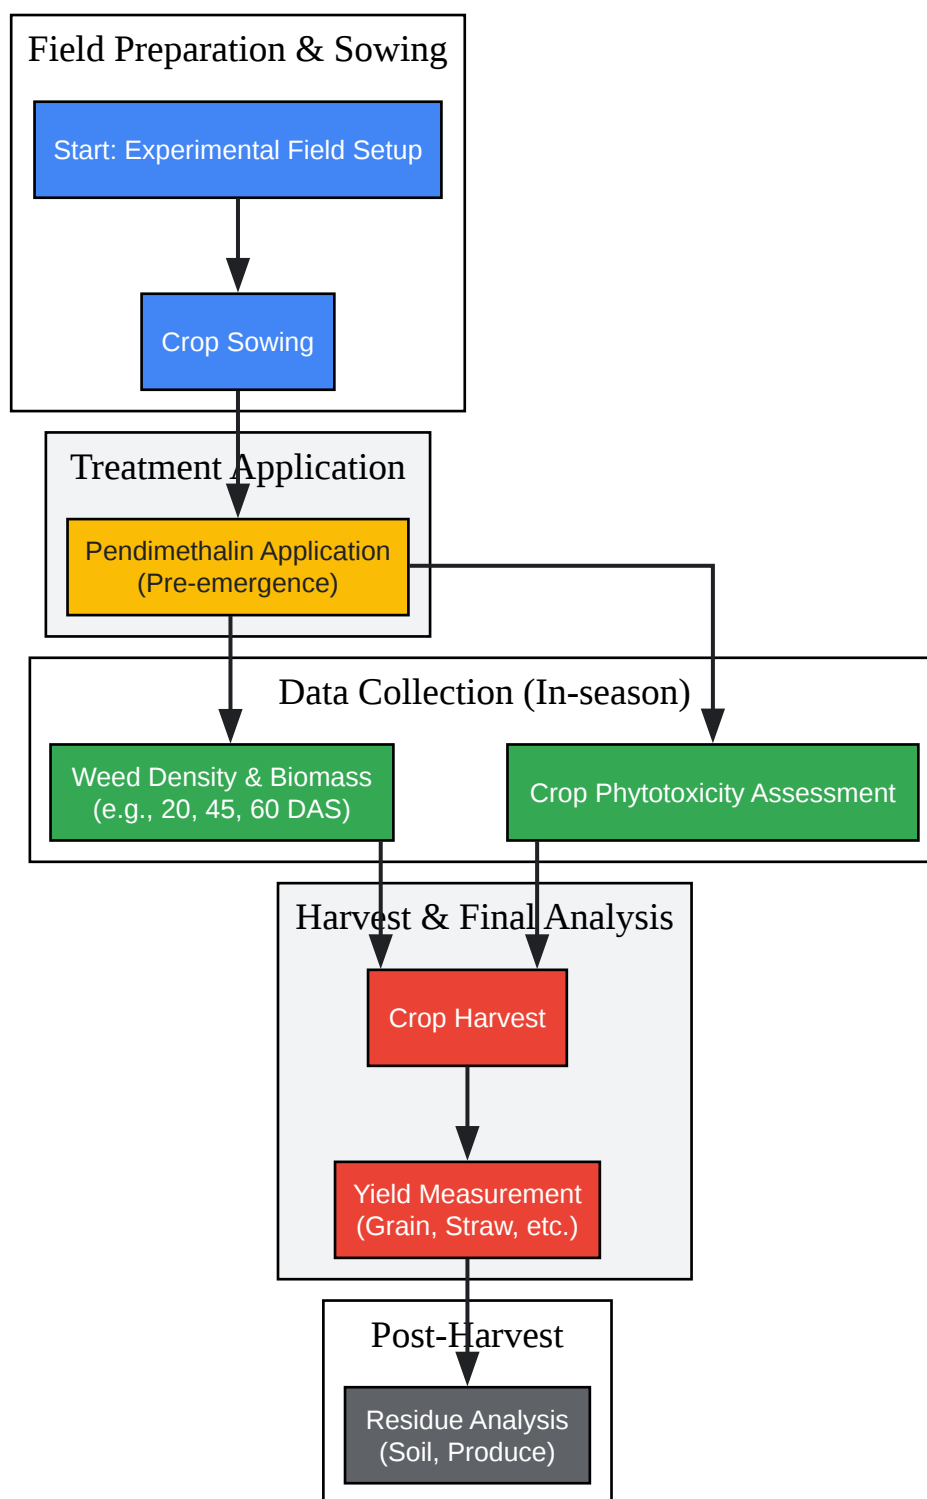 Field Preparation & Sowing
Start: Experimental Field Setup
Crop Sowing
Treatment Application
Pendimethalin Application
(Pre-emergence)
Data Collection (In-season)
Weed Density & Biomass
(e.g., 20, 45, 60 DAS)
Crop Phytotoxicity Assessment
Harvest & Final Analysis
Crop Harvest
Yield Measurement
(Grain, Straw, etc.)
Post-Harvest
Residue Analysis
(Soil, Produce)